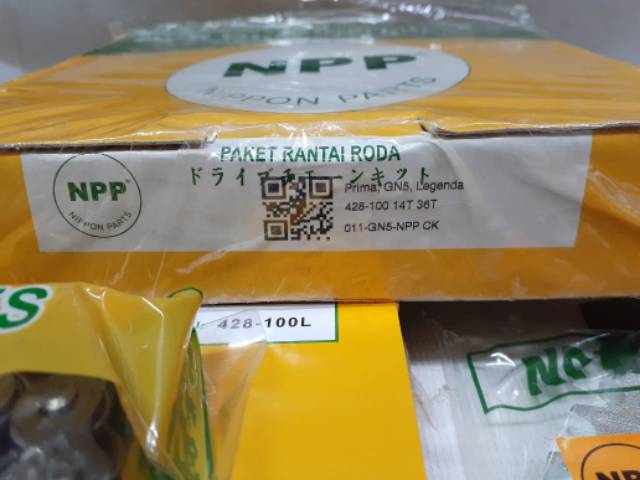 NPP
NIPPON PARTS
PAKET RANTAI RODA
ドライブチェーンキット
NPP
NIPPON PARTS
Prima, GN5, Legenda
428-100 14T 36T
011-GN5-NPP CK
428-100L
NPP